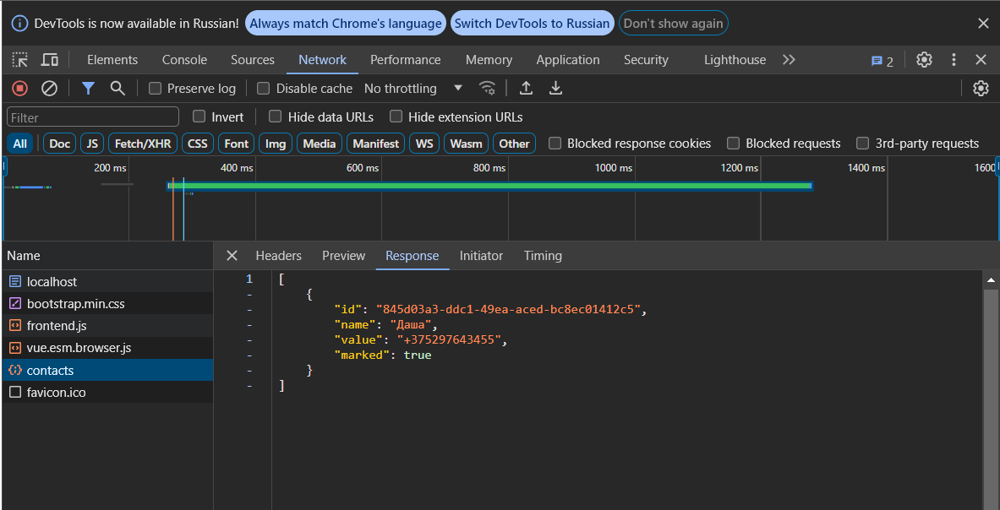 DevTools is now available in Russian! Always match Chrome's language Switch DevTools to Russian Don't show again
Elements Console Sources Network Performance Memory Application Security Lighthouse 2
Preserve log Disable cache No throttling
Filter Invert Hide data URLs Hide extension URLs
All Doc JS Fetch/XHR CSS Font Img Media Manifest WS Wasm Other Blocked response cookies Blocked requests 3rd-party requests
200 ms 400 ms 600 ms 800 ms 1000 ms 1200 ms 1400 ms 1600
Name
localhost
bootstrap.min.css
frontend.js
vue.esm.browser.js
contacts
favicon.ico
Headers Preview Response Initiator Timing
1 [
- {
- "id": "845d03a3-ddc1-49ea-aced-bc8ec01412c5",
- "name": "Даша",
- "value": "+375297643455",
- "marked": true
- }
- ]